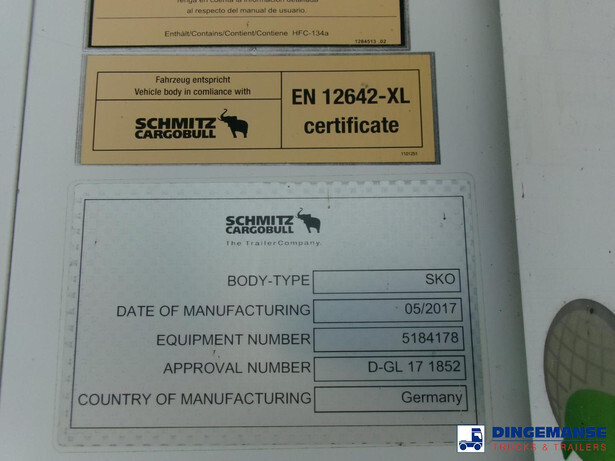 Tenga en cuenta la información detallada
al respecto del manual de usuario.
Enthält/Contains/Contient/Contiene HFC-134a
1284513 02
Fahrzeug entspricht
Vehicle body in comliance with
SCHMITZ
CARGOBULL
EN 12642-XL
certificate
SCHMITZ
CARGOBULL
The Trailer Company.
BODY-TYPE SKO
DATE OF MANUFACTURING 05/2017
EQUIPMENT NUMBER 5184178
APPROVAL NUMBER D-GL 17 1852
COUNTRY OF MANUFACTURING Germany
DINGEMANSE
TRUCKS & TRAILERS